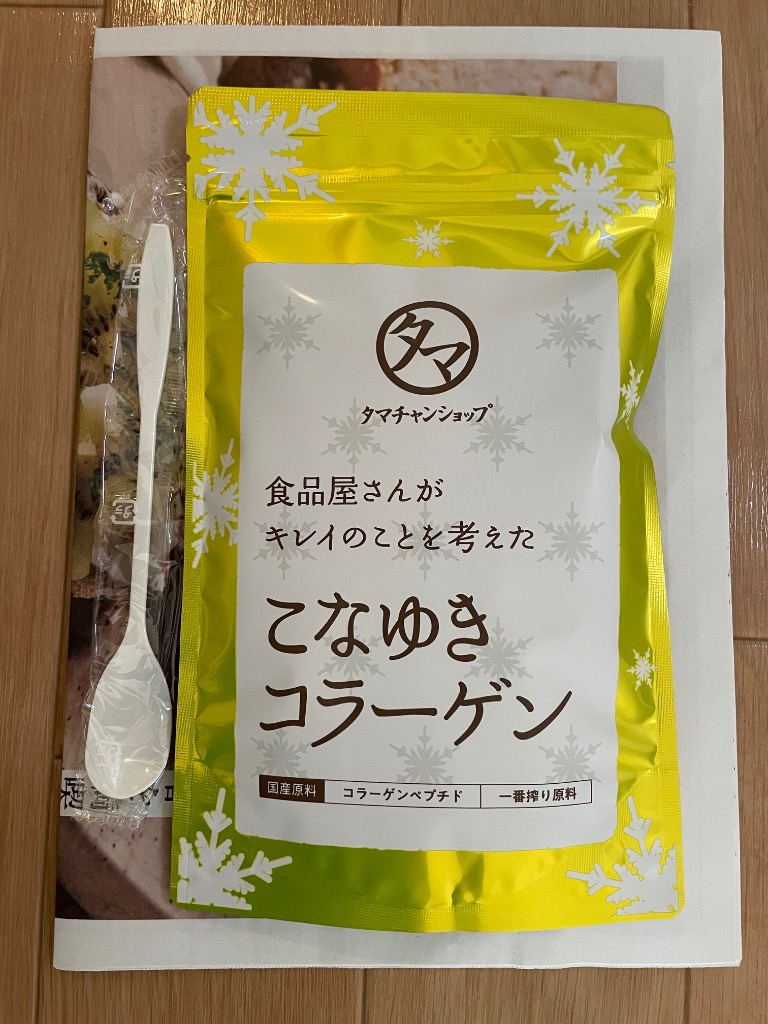 タマ
タマチャンショップ
食品屋さんが
キレイのことを考えた
こなゆき
コラーゲン
国産原料 コラーゲンペプチド 一番搾り原料